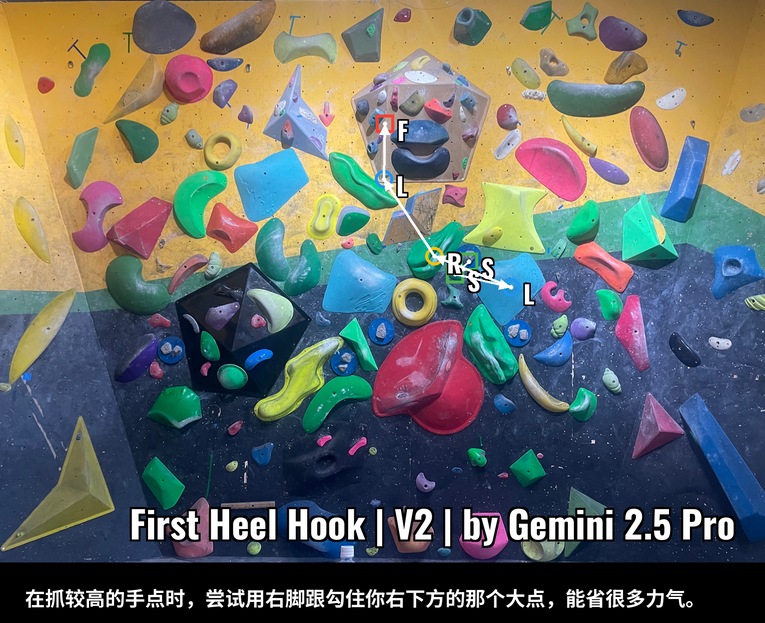 F
L
R
S
S
L
First Heel Hook | V2 | by Gemini 2.5 Pro
在抓较高的手点时，尝试用右脚跟勾住你右下方的那个大点，能省很多力气。